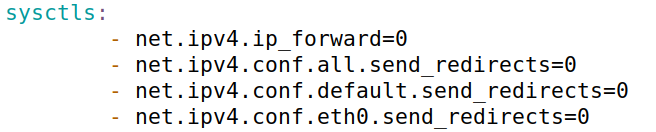 sysctls:
- net.ipv4.ip_forward=0
- net.ipv4.conf.all.send_redirects=0
- net.ipv4.conf.default.send_redirects=0
- net.ipv4.conf.eth0.send_redirects=0